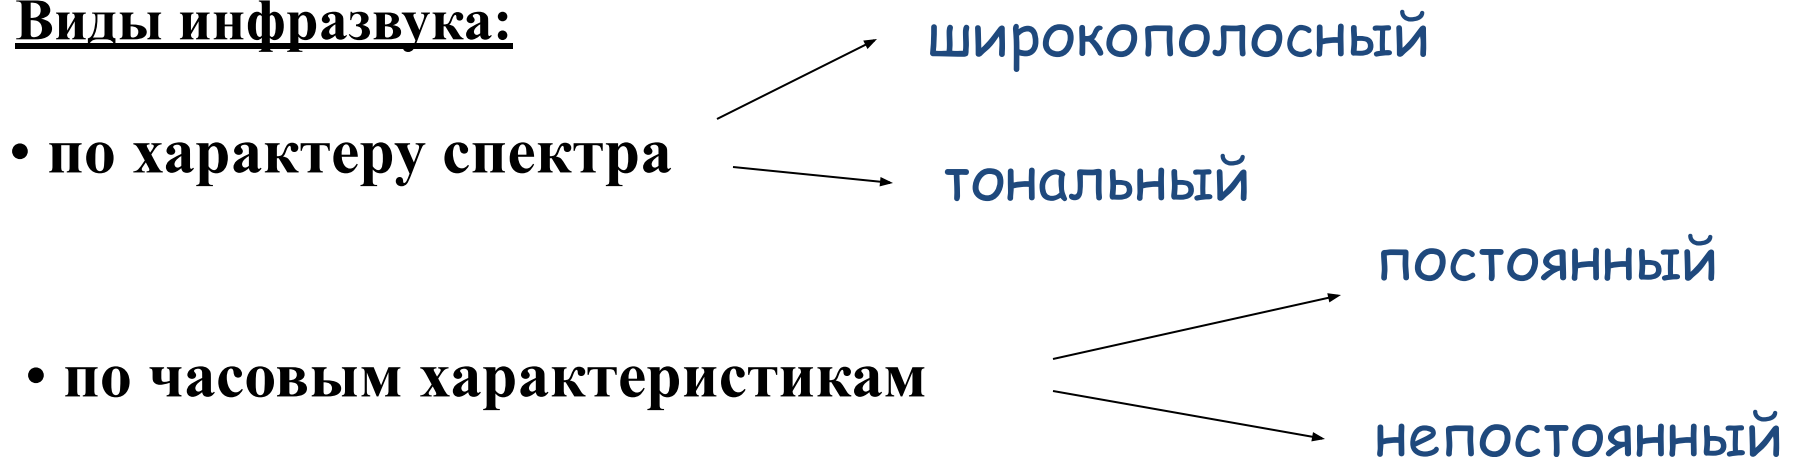 Виды инфразвука:
широкополосный
• по характеру спектра
тональный
постоянный
• по часовым характеристикам
непостоянный